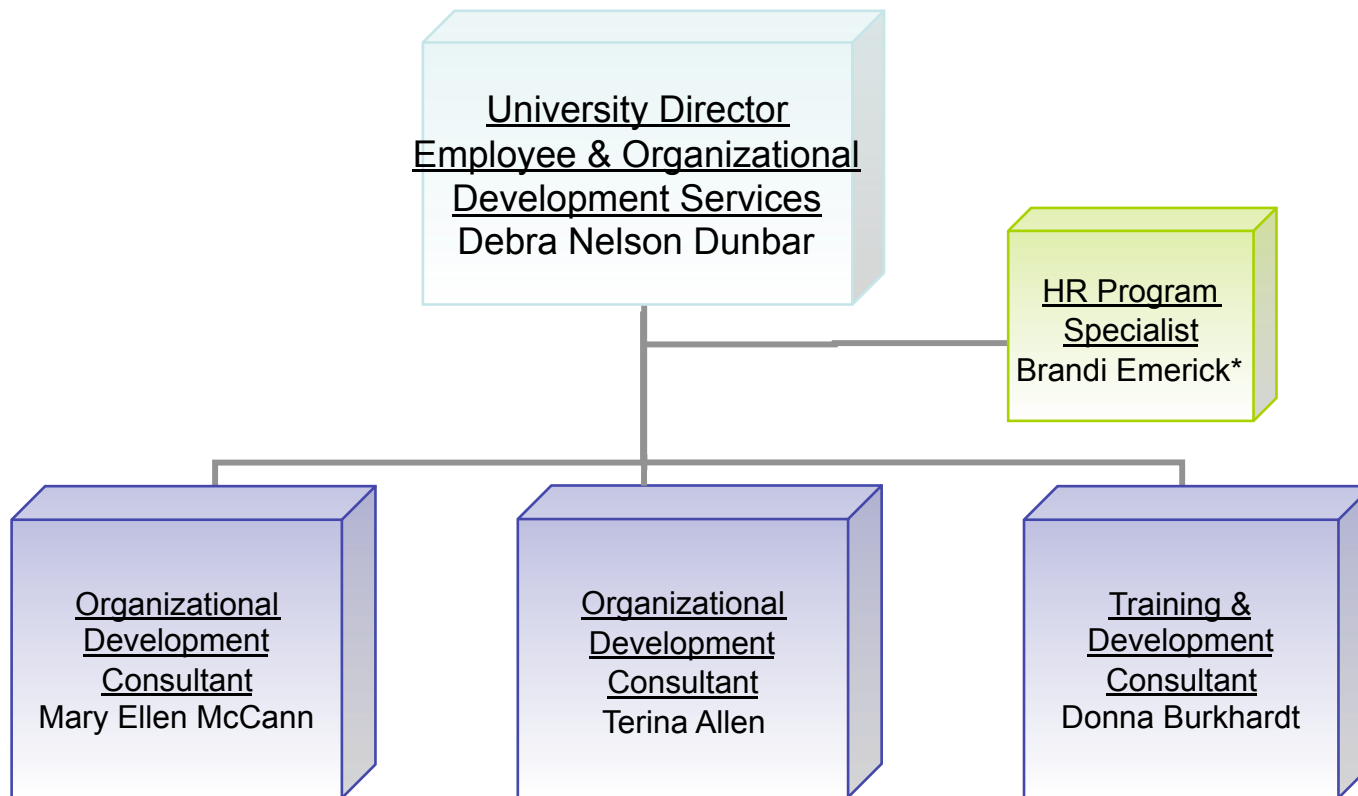 University Director
Employee & Organizational
Development Services
Debra Nelson Dunbar
HR Program
Specialist
Brandi Emerick*
Organizational
Development
Consultant
Mary Ellen McCann
Organizational
Development
Consultant
Terina Allen
Training &
Development
Consultant
Donna Burkhardt